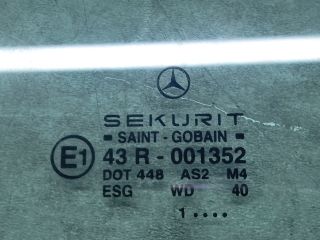 SEKURIT
SAINT - GOBAIN
E1 43 R - 001352
DOT 448 AS2 M4
ESG WD 40
1 ....